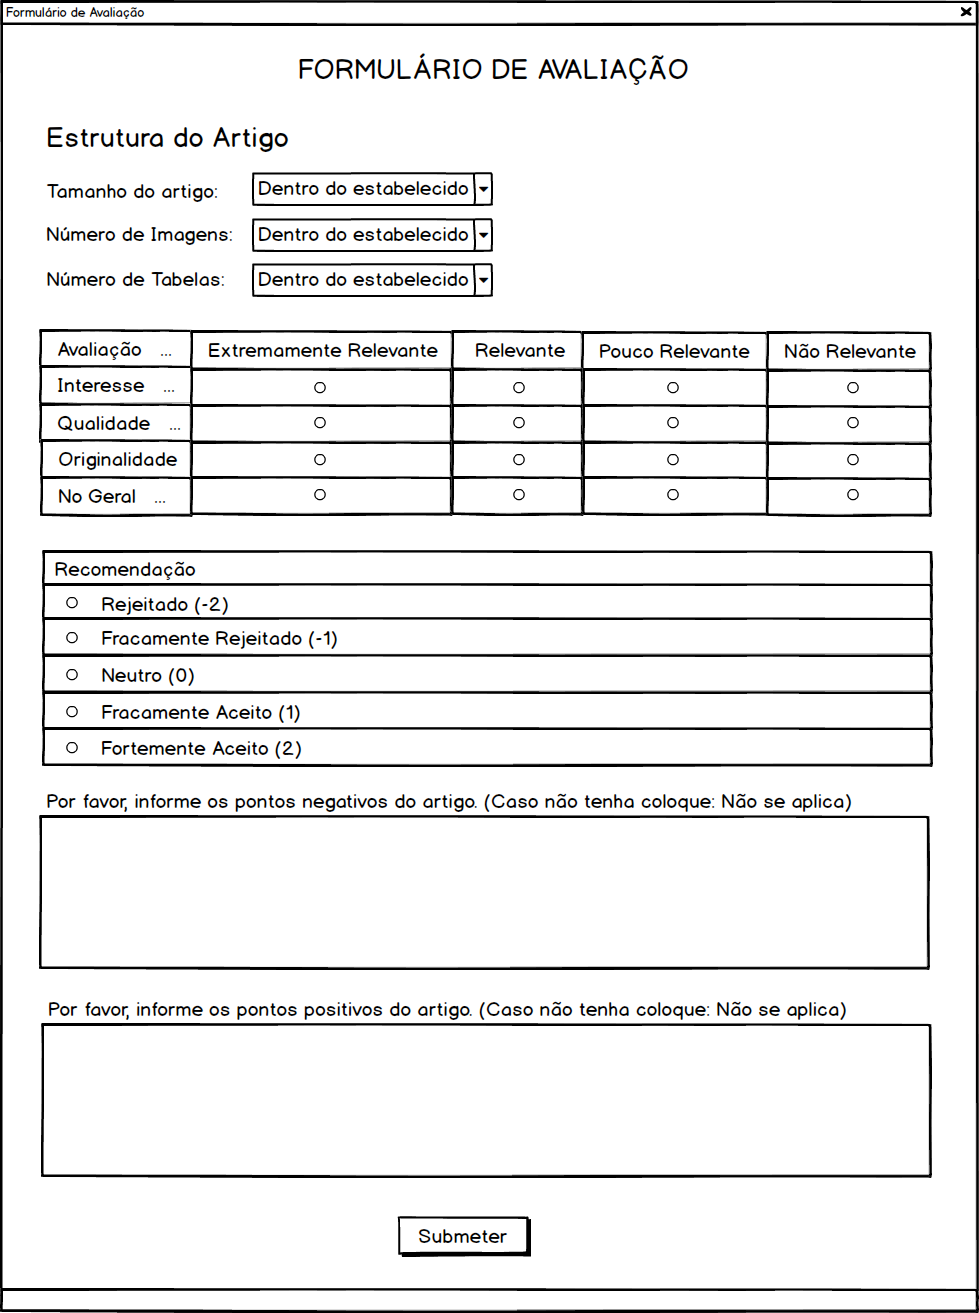 Formulário de Avaliação
FORMULÁRIO DE AVALIAÇÃO
Estrutura do Artigo
Tamanho do artigo: Dentro do estabelecido
Número de Imagens: Dentro do estabelecido
Número de Tabelas: Dentro do estabelecido
Avaliação ... Extremamente Relevante Relevante Pouco Relevante Não Relevante
Interesse ...
Qualidade ...
Originalidade
No Geral ...
Recomendação
Rejeitado (-2)
Fracamente Rejeitado (-1)
Neutro (0)
Fracamente Aceito (1)
Fortemente Aceito (2)
Por favor, informe os pontos negativos do artigo. (Caso não tenha coloque: Não se aplica)
Por favor, informe os pontos positivos do artigo. (Caso não tenha coloque: Não se aplica)
Submeter